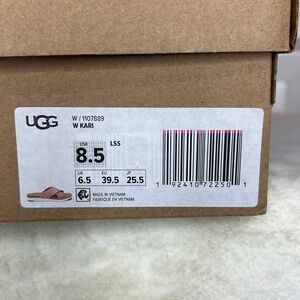 UGG
W / 1107889
W KARI
USA
8.5
LSS
UK
6.5
EU
39.5
JP
25.5
MADE IN VIETNAM
FABRIQUÉ EN VIETNAM
1 92410 72250 1